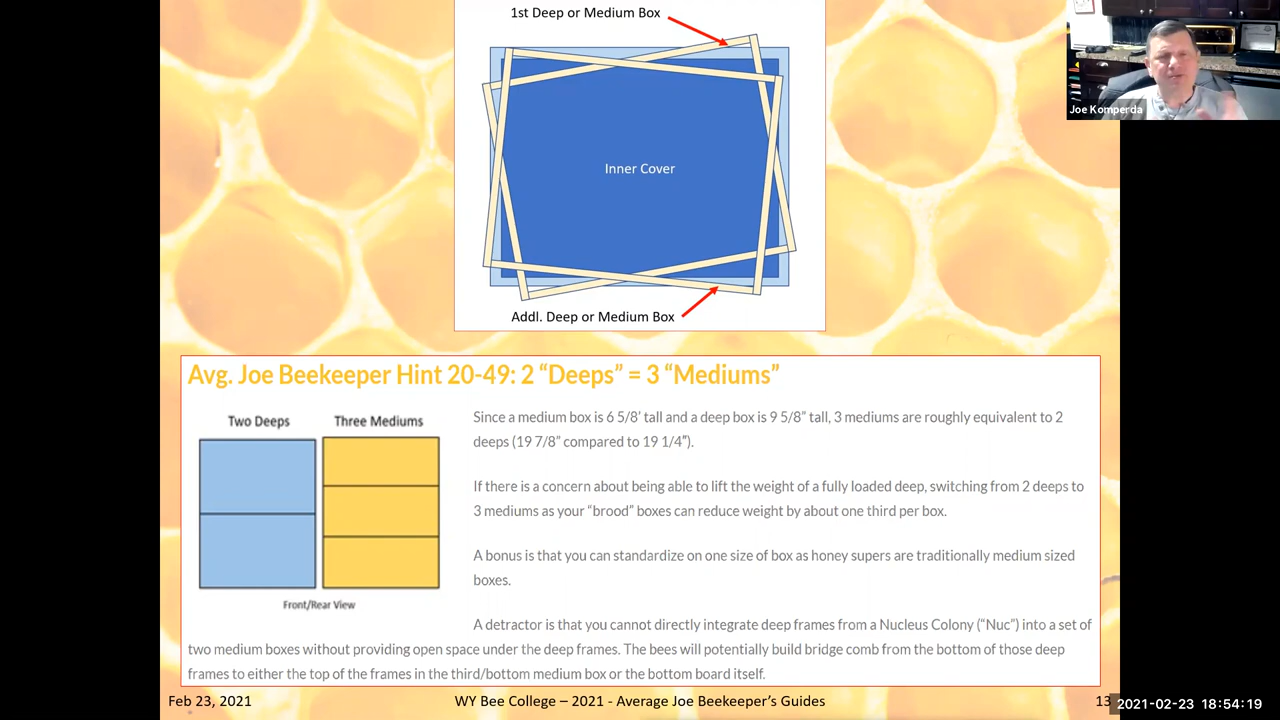 1st Deep or Medium Box
Joe Komperda
Inner Cover
Addl. Deep or Medium Box
Avg. Joe Beekeeper Hint 20-49: 2 “Deeps” = 3 “Mediums”
Two Deeps
Three Mediums
Front/Rear View
Since a medium box is 6 5/8’ tall and a deep box is 9 5/8” tall, 3 mediums are roughly equivalent to 2
deeps (19 7/8” compared to 19 1/4”).
If there is a concern about being able to lift the weight of a fully loaded deep, switching from 2 deeps to
3 mediums as your “brood” boxes can reduce weight by about one third per box.
A bonus is that you can standardize on one size of box as honey supers are traditionally medium sized
boxes.
A detractor is that you cannot directly integrate deep frames from a Nucleus Colony (“Nuc”) into a set of
two medium boxes without providing open space under the deep frames. The bees will potentially build bridge comb from the bottom of those deep
frames to either the top of the frames in the third/bottom medium box or the bottom board itself.
Feb 23, 2021
WY Bee College – 2021 - Average Joe Beekeeper’s Guides
13
2021-02-23 18:54:19